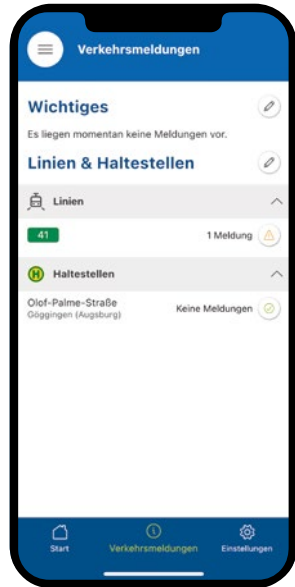 Verkehrsmeldungen
Wichtiges
Es liegen momentan keine Meldungen vor.
Linien & Haltestellen
Linien
41
1 Meldung
H Haltestellen
Olof-Palme-Straße
Göggingen (Augsburg)
Keine Meldungen
Start
Verkehrsmeldungen
Einstellungen